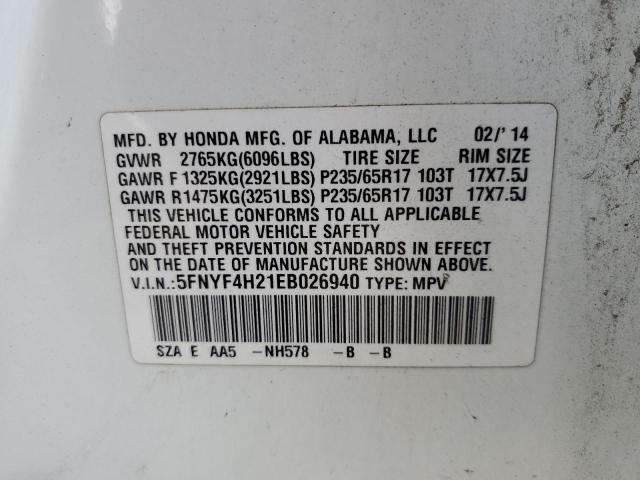 MFD. BY HONDA MFG. OF ALABAMA, LLC 02/'14
GVWR 2765KG(6096LBS) TIRE SIZE RIM SIZE
GAWR F 1325KG(2921LBS) P235/65R17 103T 17X7.5J
GAWR R1475KG(3251LBS) P235/65R17 103T 17X7.5J
THIS VEHICLE CONFORMS TO ALL APPLICABLE
FEDERAL MOTOR VEHICLE SAFETY
AND THEFT PREVENTION STANDARDS IN EFFECT
ON THE DATE OF MANUFACTURE SHOWN ABOVE.
V.I.N.:5FNYF4H21EB026940 TYPE: MPV
SZA E AA5 -NH578 -B -B